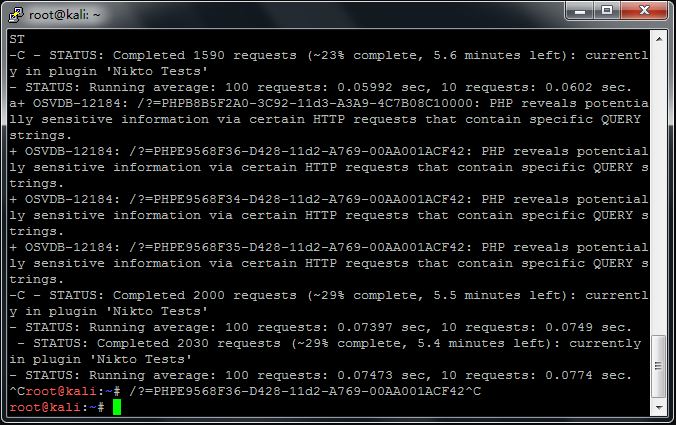 root@kali: ~
ST
-C - STATUS: Completed 1590 requests (~23% complete, 5.6 minutes left): currentl
y in plugin 'Nikto Tests'
- STATUS: Running average: 100 requests: 0.05992 sec, 10 requests: 0.0602 sec.
a+ OSVDB-12184: /?=PHPB8B5F2A0-3C92-11d3-A3A9-4C7B08C10000: PHP reveals potentia
lly sensitive information via certain HTTP requests that contain specific QUERY
strings.
+ OSVDB-12184: /?=PHPE9568F36-D428-11d2-A769-00AA001ACF42: PHP reveals potential
ly sensitive information via certain HTTP requests that contain specific QUERY s
trings.
+ OSVDB-12184: /?=PHPE9568F34-D428-11d2-A769-00AA001ACF42: PHP reveals potential
ly sensitive information via certain HTTP requests that contain specific QUERY s
trings.
+ OSVDB-12184: /?=PHPE9568F35-D428-11d2-A769-00AA001ACF42: PHP reveals potential
ly sensitive information via certain HTTP requests that contain specific QUERY s
trings.
-C - STATUS: Completed 2000 requests (~29% complete, 5.5 minutes left): currentl
y in plugin 'Nikto Tests'
- STATUS: Running average: 100 requests: 0.07397 sec, 10 requests: 0.0749 sec.
 - STATUS: Completed 2030 requests (~29% complete, 5.4 minutes left): currently
in plugin 'Nikto Tests'
- STATUS: Running average: 100 requests: 0.07473 sec, 10 requests: 0.0774 sec.
^Croot@kali:~# /?=PHPE9568F36-D428-11d2-A769-00AA001ACF42^C
root@kali:~#